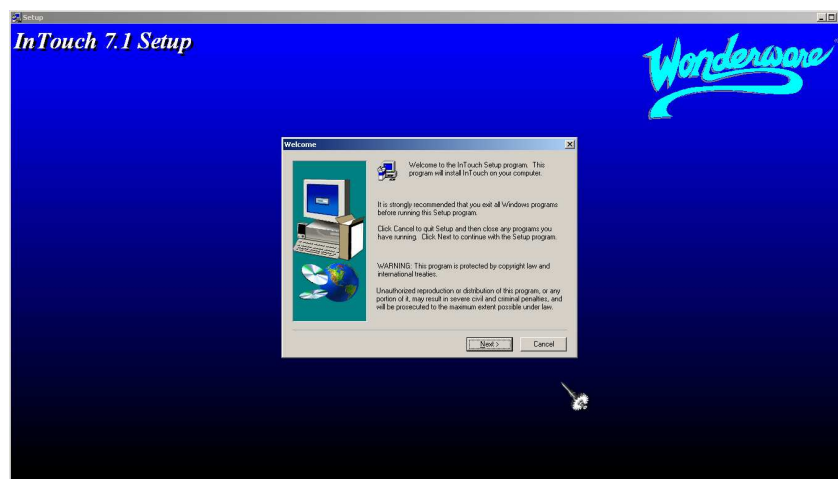 Setup
InTouch 7.1 Setup
Wonderware
Welcome
Welcome to the InTouch Setup program. This
program will install InTouch on your computer.
It is strongly recommended that you exit all Windows programs
before running this Setup program.
Click Cancel to quit Setup and then close any programs you
have running. Click Next to continue with the Setup program.
WARNING: This program is protected by copyright law and
international treaties.
Unauthorized reproduction or distribution of this program, or any
portion of it, may result in severe civil and criminal penalties, and
will be prosecuted to the maximum extent possible under law.
Next >
Cancel